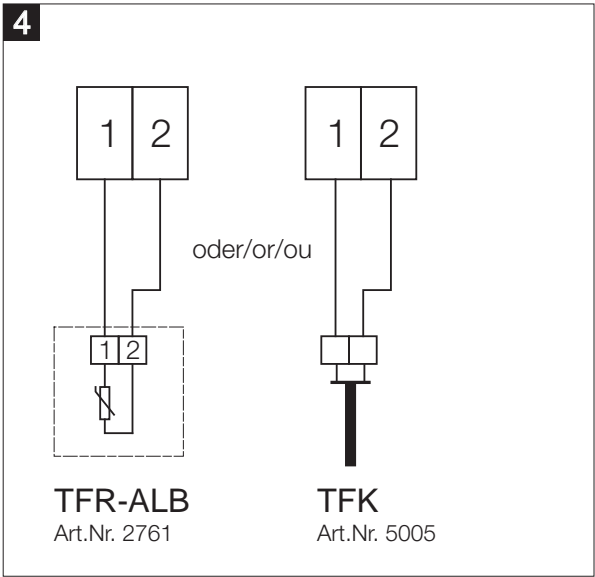 4
1 2
1 2
oder/or/ou
1 2
TFR-ALB
Art.Nr. 2761
TFK
Art.Nr. 5005